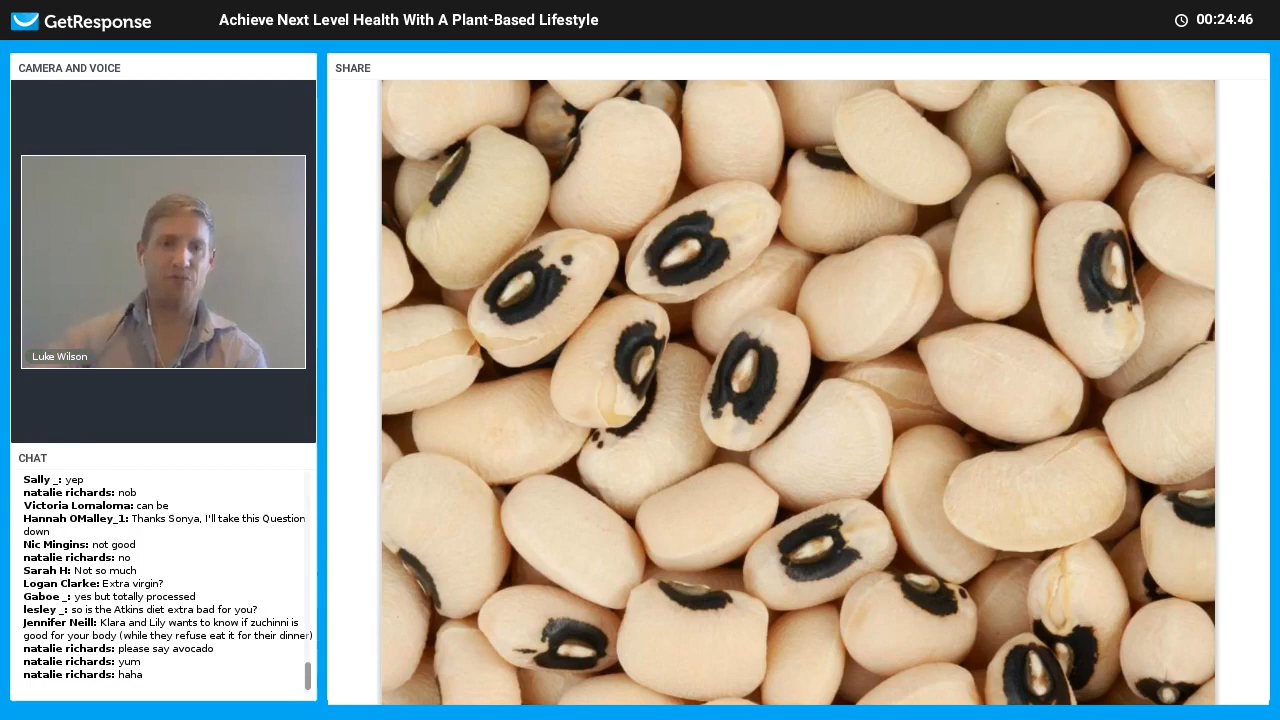 GetResponse
Achieve Next Level Health With A Plant-Based Lifestyle
00:24:46
CAMERA AND VOICE
Luke Wilson
CHAT
Sally _: yep
natalie richards: nob
Victoria Lomaloma: can be
Hannah OMalley_1: Thanks Sonya, I'll take this Question
down
Nic Mingins: not good
natalie richards: no
Sarah H: Not so much
Logan Clarke: Extra virgin?
Gaboe _: yes but totally processed
lesley _: so is the Atkins diet extra bad for you?
Jennifer Neill: Klara and Lily wants to know if zuchinni is
good for your body (while they refuse eat it for their dinner)
natalie richards: please say avocado
natalie richards: yum
natalie richards: haha
SHARE